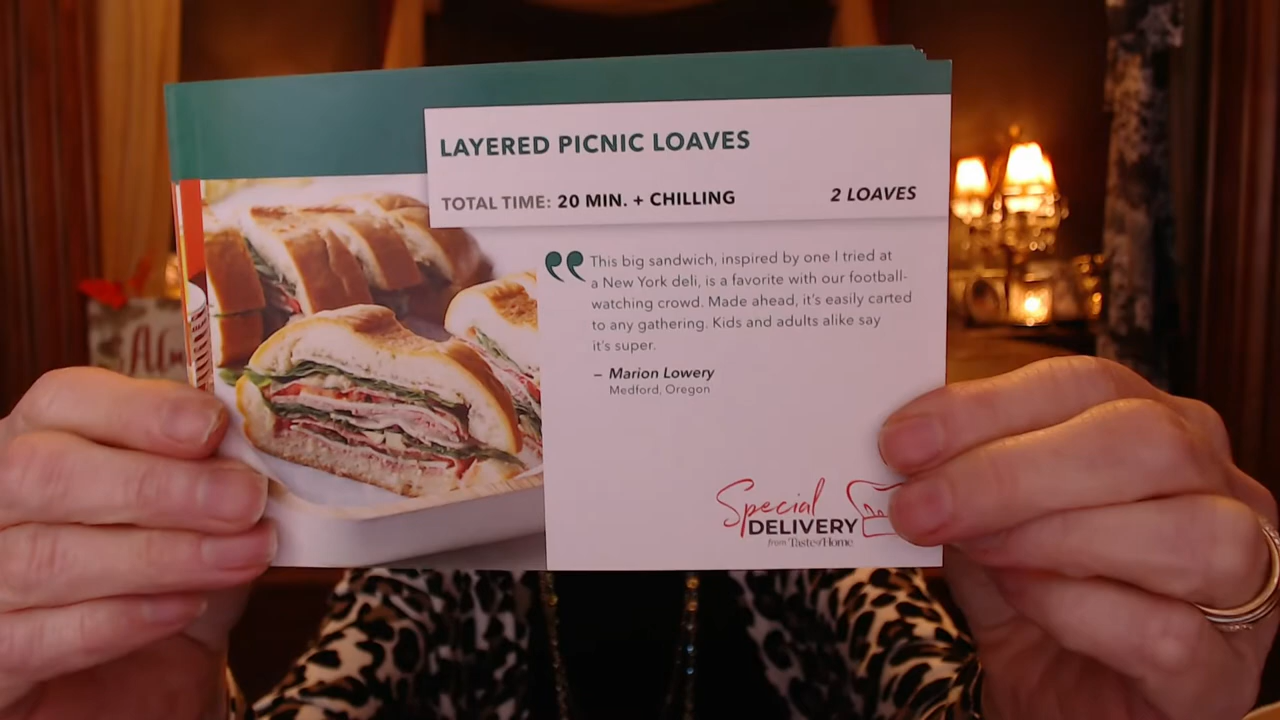 LAYERED PICNIC LOAVES
TOTAL TIME: 20 MIN. + CHILLING
2 LOAVES
This big sandwich, inspired by one I tried at
a New York deli, is a favorite with our football-
watching crowd. Made ahead, it's easily carted
to any gathering. Kids and adults alike say
it's super.
– Marion Lowery
Medford, Oregon
Special
DELIVERY
from Taste of Home